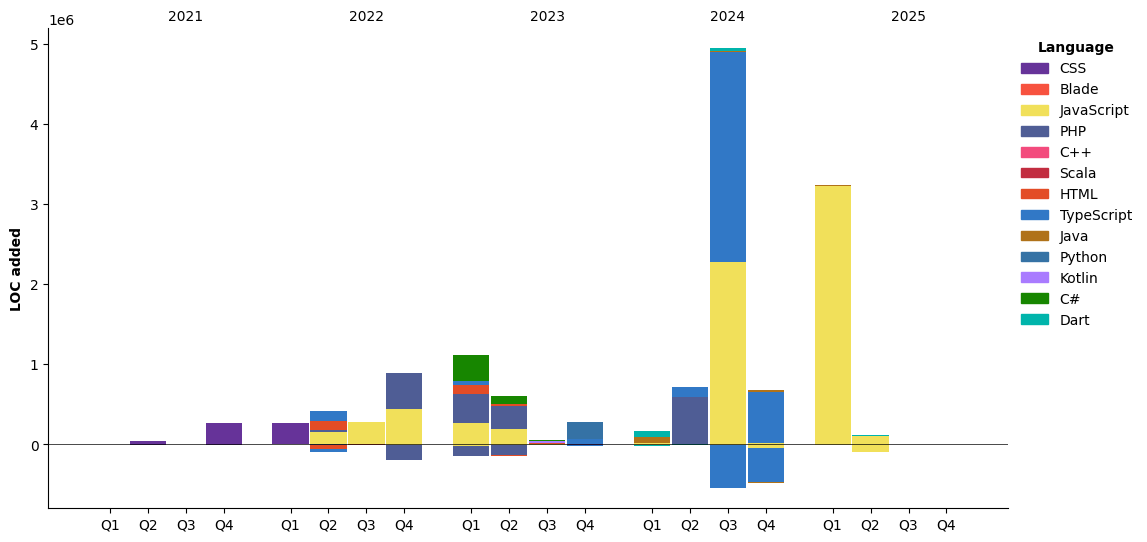 2021 2022 2023 2024 2025
1e6
LOC added
5
4
3
2
1
0
Q1 Q2 Q3 Q4 Q1 Q2 Q3 Q4 Q1 Q2 Q3 Q4 Q1 Q2 Q3 Q4 Q1 Q2 Q3 Q4
Language
CSS
Blade
JavaScript
PHP
C++
Scala
HTML
TypeScript
Java
Python
Kotlin
C#
Dart